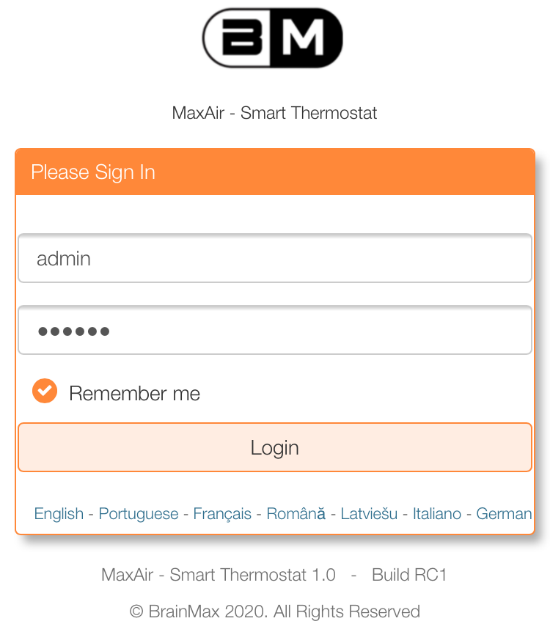 BM
MaxAir - Smart Thermostat
Please Sign In
admin
••••••
Remember me
Login
English - Portuguese - Français - Română - Latviešu - Italiano - German
MaxAir - Smart Thermostat 1.0 - Build RC1
© BrainMax 2020. All Rights Reserved